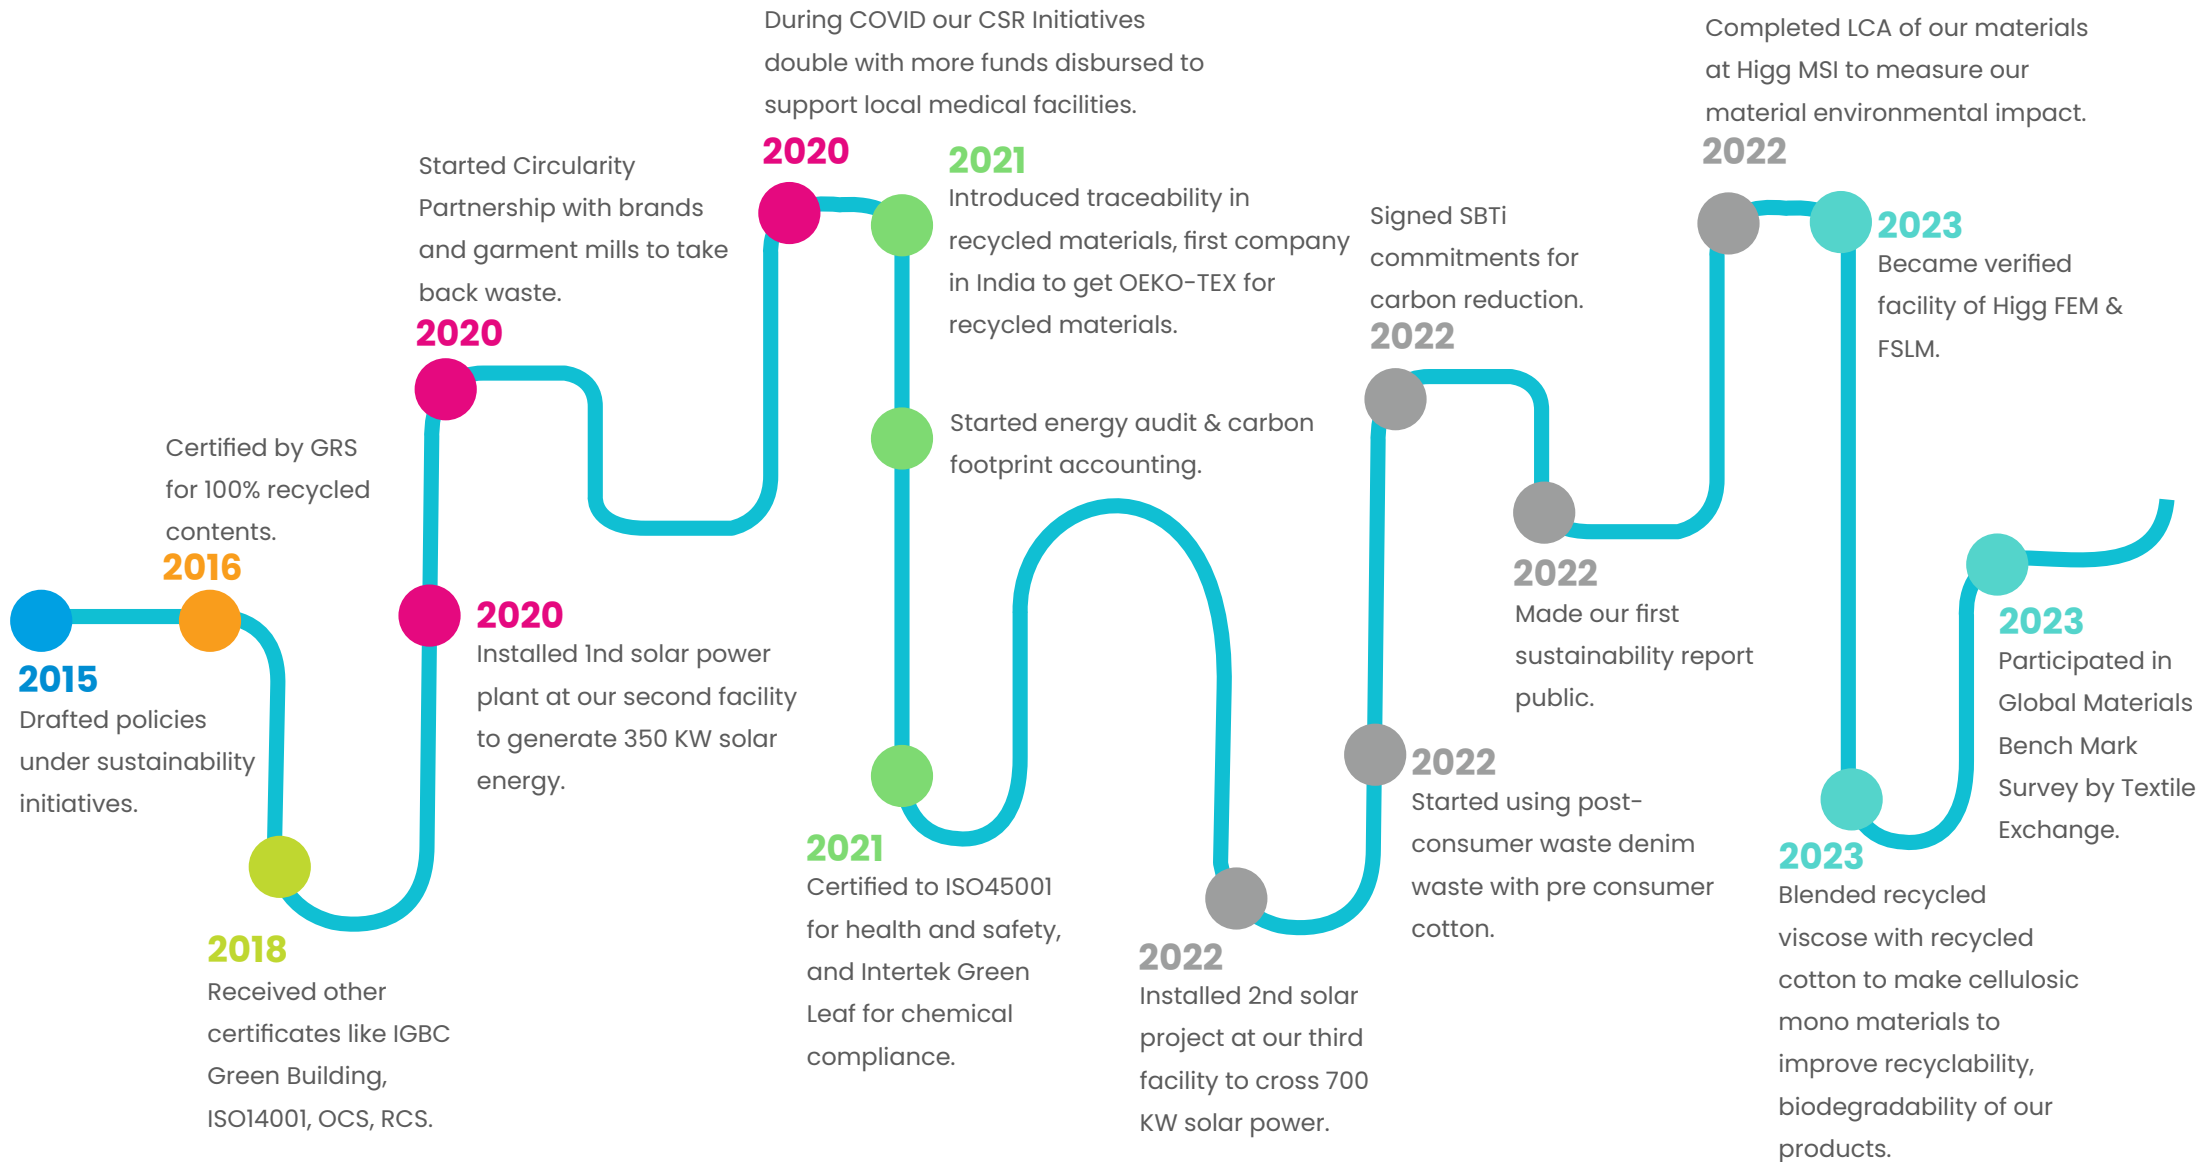 2015
Drafted policies
under sustainability
initiatives.
Certified by GRS
for 100% recycled
contents.
2016
2018
Received other
certificates like IGBC
Green Building,
ISO14001, OCS, RCS.
2020
Installed 1nd solar power
plant at our second facility
to generate 350 KW solar
energy.
Started Circularity
Partnership with brands
and garment mills to take
back waste.
2020
During COVID our CSR Initiatives
double with more funds disbursed to
support local medical facilities.
2020
2021
Introduced traceability in
recycled materials, first company
in India to get OEKO-TEX for
recycled materials.
Started energy audit & carbon
footprint accounting.
2021
Certified to ISO45001
for health and safety,
and Intertek Green
Leaf for chemical
compliance.
2022
Installed 2nd solar
project at our third
facility to cross 700
KW solar power.
2022
Started using post-
consumer waste denim
waste with pre consumer
cotton.
Signed SBTi
commitments for
carbon reduction.
2022
2022
Made our first
sustainability report
public.
Completed LCA of our materials
at Higg MSI to measure our
material environmental impact.
2022
2023
Became verified
facility of Higg FEM &
FSLM.
2023
Blended recycled
viscose with recycled
cotton to make cellulosic
mono materials to
improve recyclability,
biodegradability of our
products.
2023
Participated in
Global Materials
Bench Mark
Survey by Textile
Exchange.